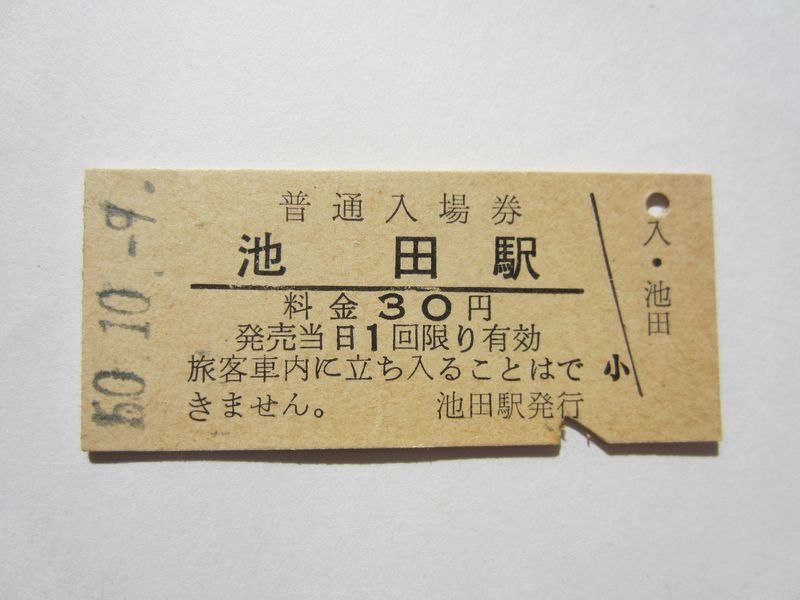 普通入場券
池田駅
料金30円
発売当日1回限り有効
旅客車内に立ち入ることはで
きません。 池田駅発行
小
入・池田
50.10.-9.